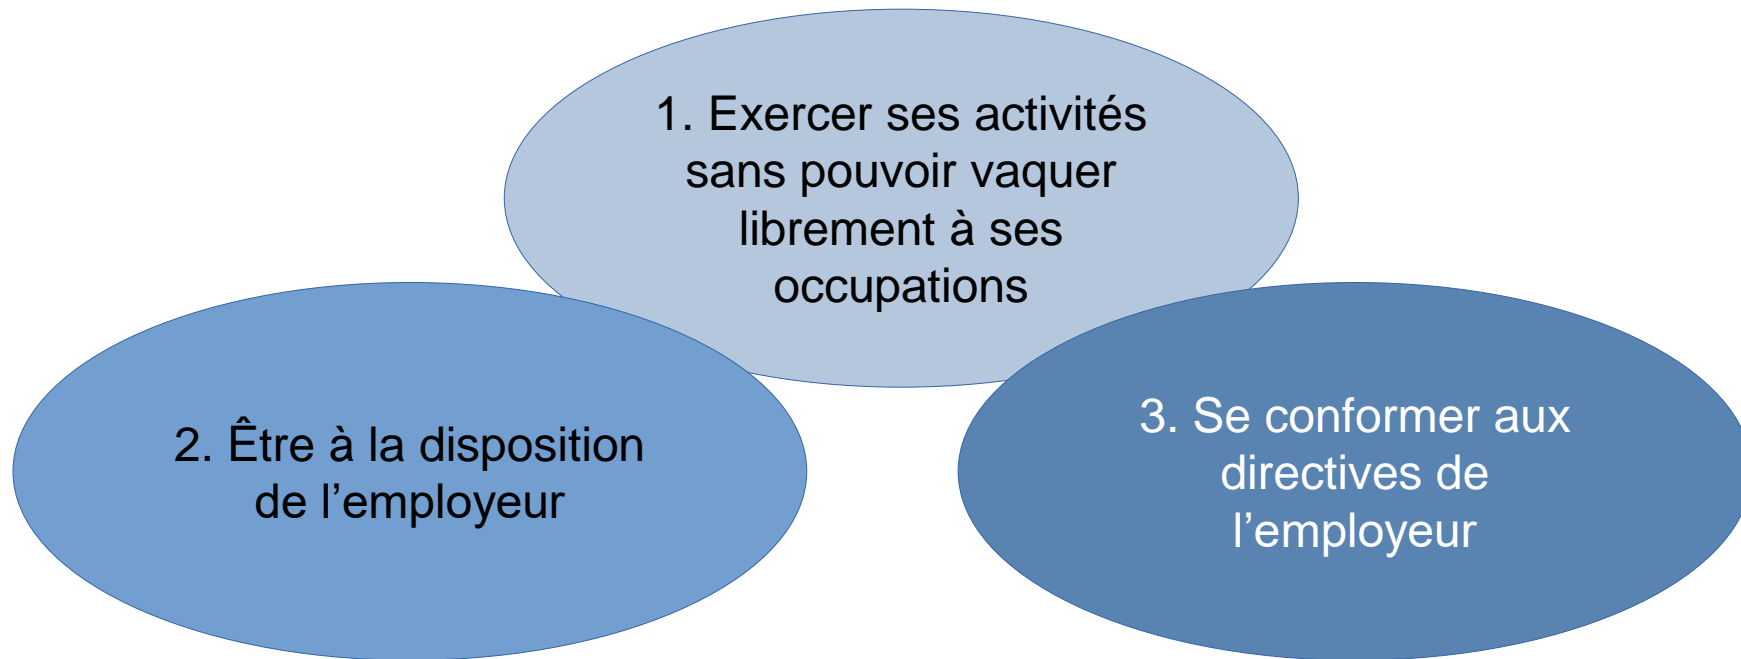 1. Exercer ses activités
sans pouvoir vaquer
librement à ses
occupations
2. Être à la disposition
de l’employeur
3. Se conformer aux
directives de
l’employeur